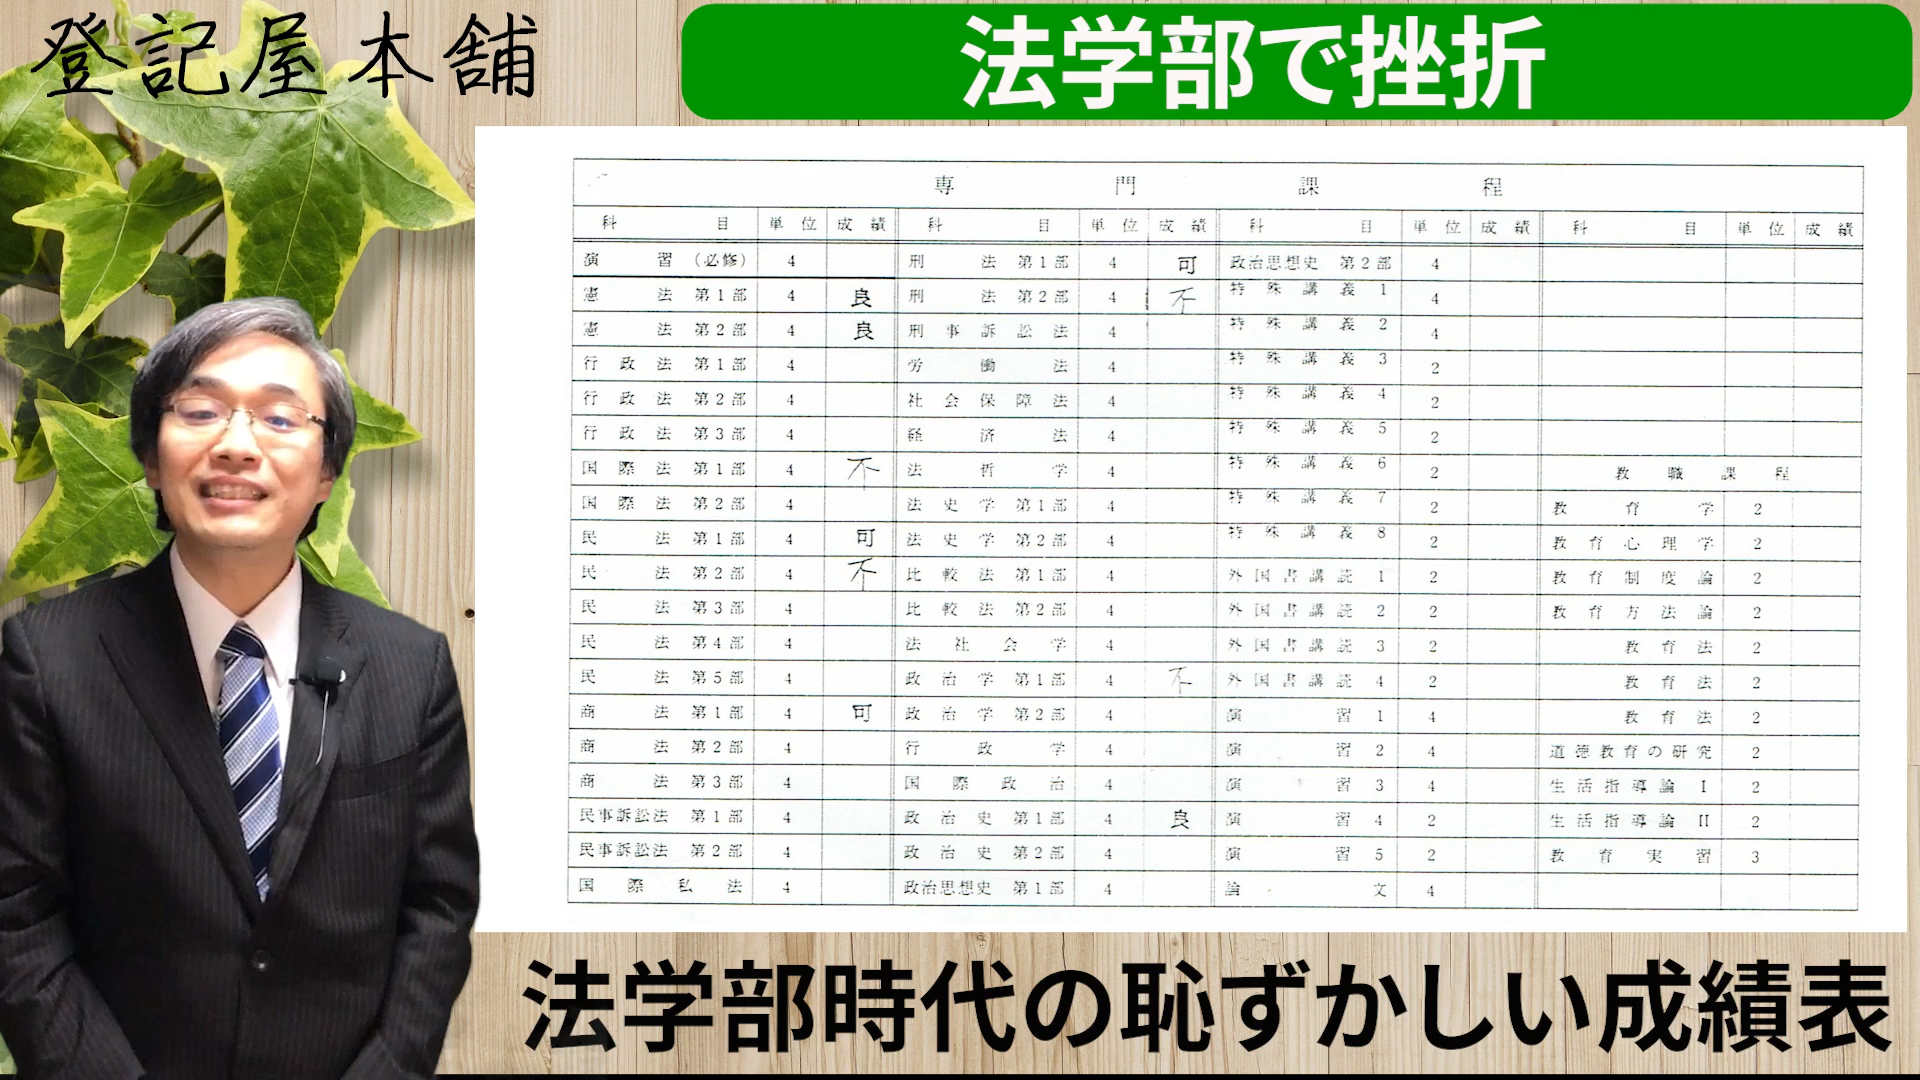 登記屋本舗
法学部で挫折
専門課程
科目 単位 成績 科目 単位 成績 科目 単位 成績 科目 単位 成績
演習(必修) 4 刑法第1部 4 可 政治思想史 第2部 4
憲法第1部 4 良 刑法第2部 4 不 特殊講義1 4
憲法第2部 4 良 刑事訴訟法 4 特殊講義2 4
行政法第1部 4 労働法 4 特殊講義3 2
行政法第2部 4 社会保障法 4 特殊講義4 2
行政法第3部 4 経済法 4 特殊講義5 2
国際法第1部 4 不 法哲学 4 特殊講義6 2 教職課程
国際法第2部 4 法史学第1部 4 特殊講義7 2 教育学 2
民法第1部 4 可 法史学第2部 4 特殊講義8 2 教育心理学 2
民法第2部 4 不 比較法第1部 4 外国書講読1 2 教育制度論 2
民法第3部 4 比較法第2部 4 外国書講読2 2 教育方法論 2
民法第4部 4 法社会学 4 外国書講読3 2 教育法 2
民法第5部 4 政治学第1部 4 不 外国書講読4 2 教育法 2
商法第1部 4 可 政治学第2部 4 演習1 4 教育法 2
商法第2部 4 行政学 4 演習2 4 道徳教育の研究 2
商法第3部 4 国際政治 4 演習3 4 生活指導論 I 2
民事訴訟法 第1部 4 政治史第1部 4 良 演習4 2 生活指導論 II 2
民事訴訟法 第2部 4 政治史第2部 4 演習5 2 教育実習 3
国際私法 4 政治思想史 第1部 4 論文 4
法学部時代の恥ずかしい成績表